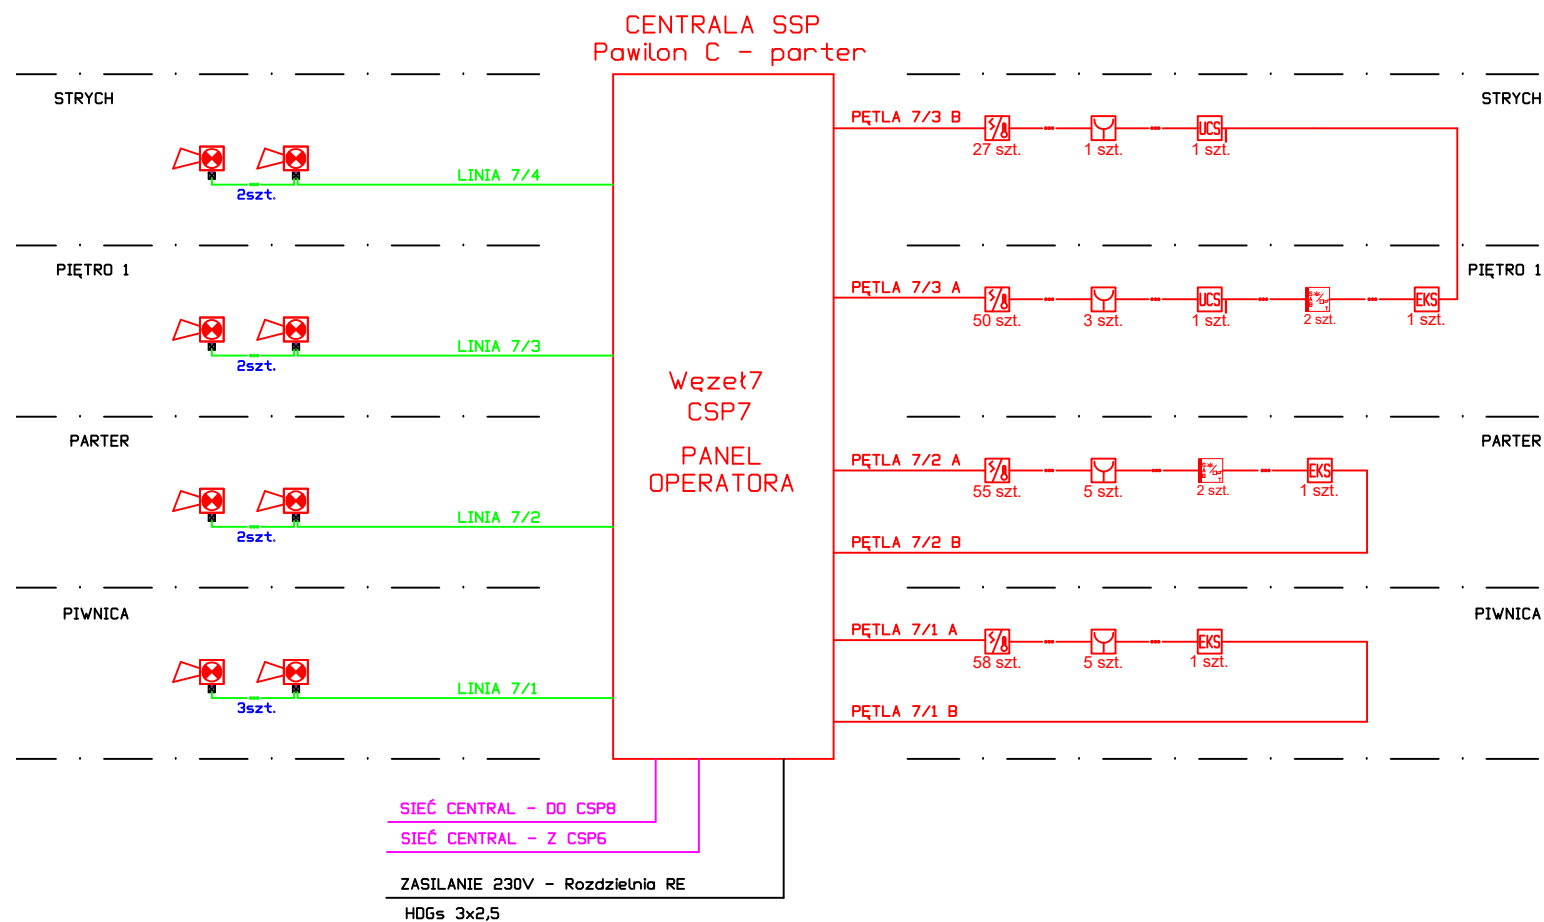 CENTRALA SSP
Pawilon C - parter
STRYCH
STRYCH
PĘTLA 7/3 B
UCS
27 szt.
1 szt.
1 szt.
LINIA 7/4
2szt.
PIĘTRO 1
PIĘTRO 1
PĘTLA 7/3 A
UCS
EKS
50 szt.
3 szt.
1 szt.
2 szt.
1 szt.
LINIA 7/3
2szt.
Węzeł7
CSP7
PANEL
OPERATORA
PARTER
PARTER
PĘTLA 7/2 A
EKS
55 szt.
5 szt.
2 szt.
1 szt.
LINIA 7/2
2szt.
PĘTLA 7/2 B
PIWNICA
PIWNICA
PĘTLA 7/1 A
EKS
58 szt.
5 szt.
1 szt.
LINIA 7/1
3szt.
PĘTLA 7/1 B
SIEĆ CENTRAL - DO CSP8
SIEĆ CENTRAL - Z CSP6
ZASILANIE 230V - Rozdzielnia RE
HDGs 3x2,5